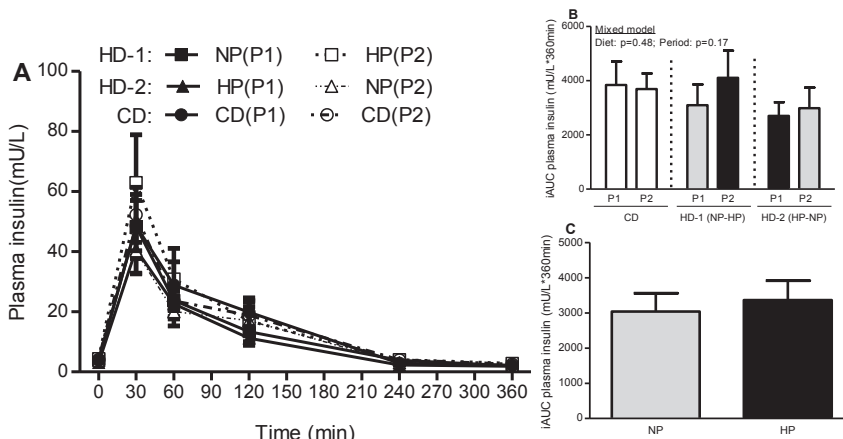 A
HD-1: NP(P1) HP(P2)
HD-2: HP(P1) NP(P2)
CD: CD(P1) CD(P2)
Plasma insulin(mU/L)
100
80
60
40
20
0
0 30 60 90 120 150 180 210 240 270 300 330 360
Time (min)
B
Mixed model
Diet: p=0.48; Period: p=0.17
iAUC plasma insulin (mU/L*360min)
6000
4000
2000
0
P1 P2 P1 P2 P1 P2
CD HD-1 (NP-HP) HD-2 (HP-NP)
C
iAUC plasma insulin (mU/L*360min)
5000
4000
3000
2000
1000
0
NP HP